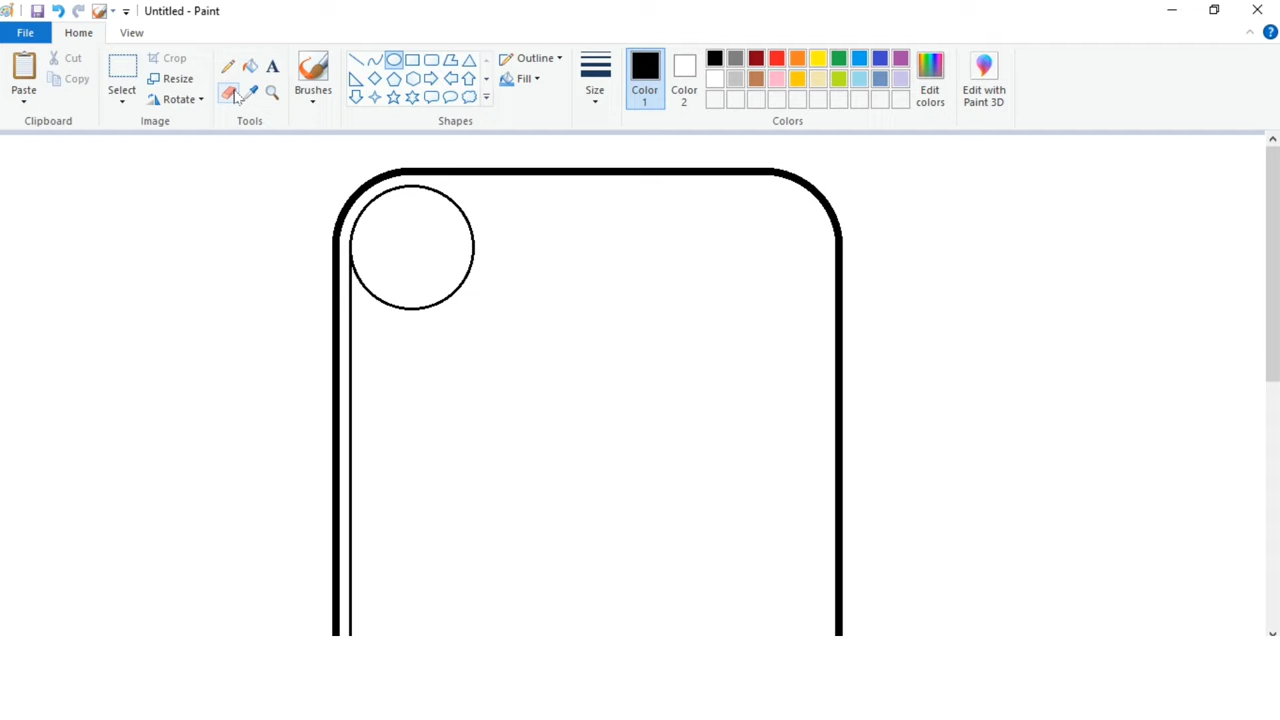 Untitled - Paint
File
Home
View
Paste
Cut
Copy
Clipboard
Select
Crop
Resize
Rotate
Image
A
Tools
Brushes
Outline
Fill
Shapes
Size
Color
1
Color
2
Edit
colors
Colors
Edit with
Paint 3D